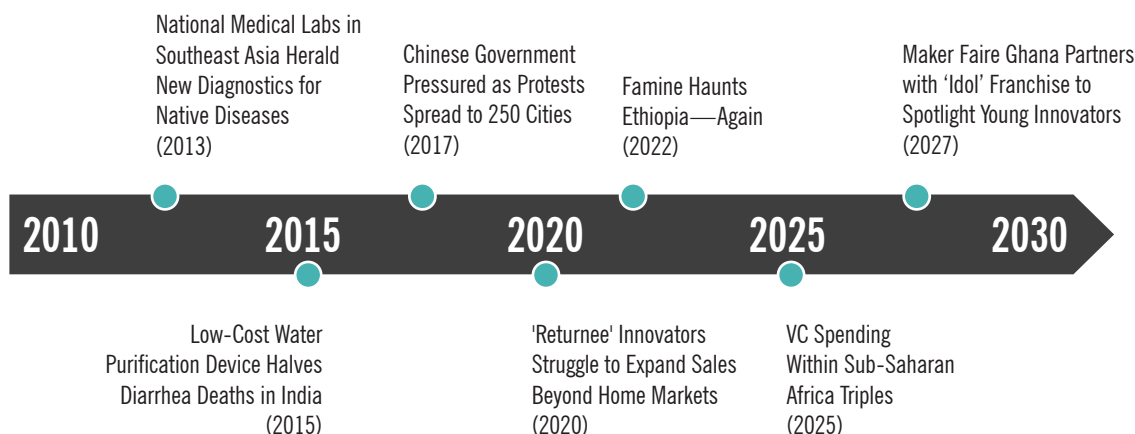 National Medical Labs in
Southeast Asia Herald
New Diagnostics for
Native Diseases
(2013)
Chinese Government
Pressured as Protests
Spread to 250 Cities
(2017)
Famine Haunts
Ethiopia—Again
(2022)
Maker Faire Ghana Partners
with ‘Idol’ Franchise to
Spotlight Young Innovators
(2027)
2010 2015 2020 2025 2030
Low-Cost Water
Purification Device Halves
Diarrhea Deaths in India
(2015)
'Returnee' Innovators
Struggle to Expand Sales
Beyond Home Markets
(2020)
VC Spending
Within Sub-Saharan
Africa Triples
(2025)